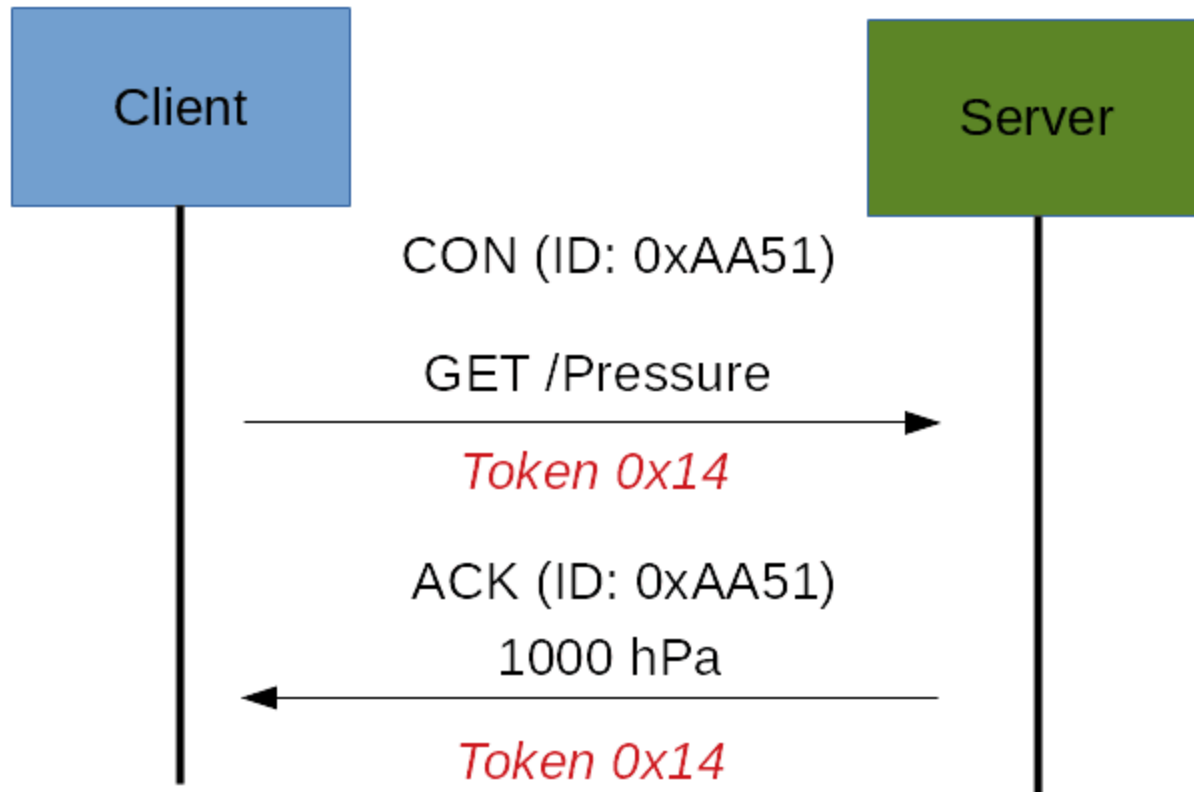 Client
Server
CON (ID: 0xAA51)
GET /Pressure
Token 0x14
ACK (ID: 0xAA51)
1000 hPa
Token 0x14